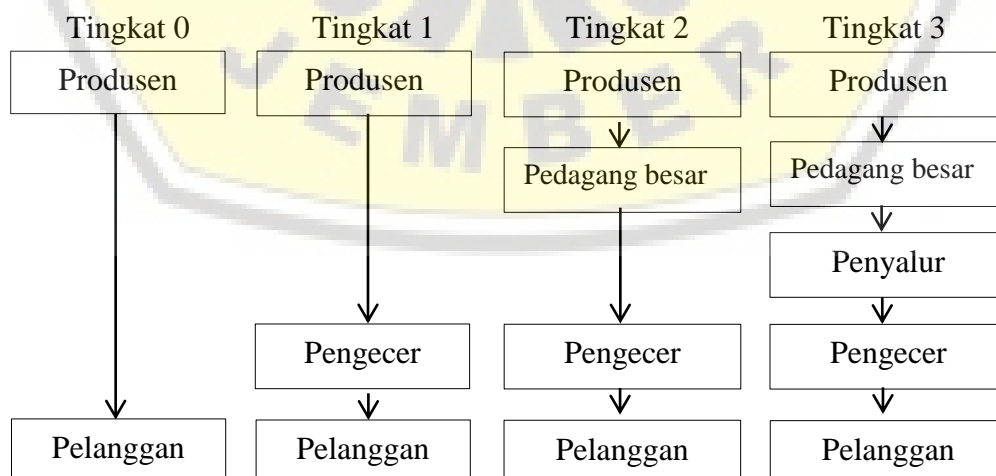 Tingkat 0 Tingkat 1 Tingkat 2 Tingkat 3
Produsen Produsen Produsen Produsen
JEMBER
Pedagang besar Pedagang besar
Penyalur
Pengecer Pengecer Pengecer
Pelanggan Pelanggan Pelanggan Pelanggan